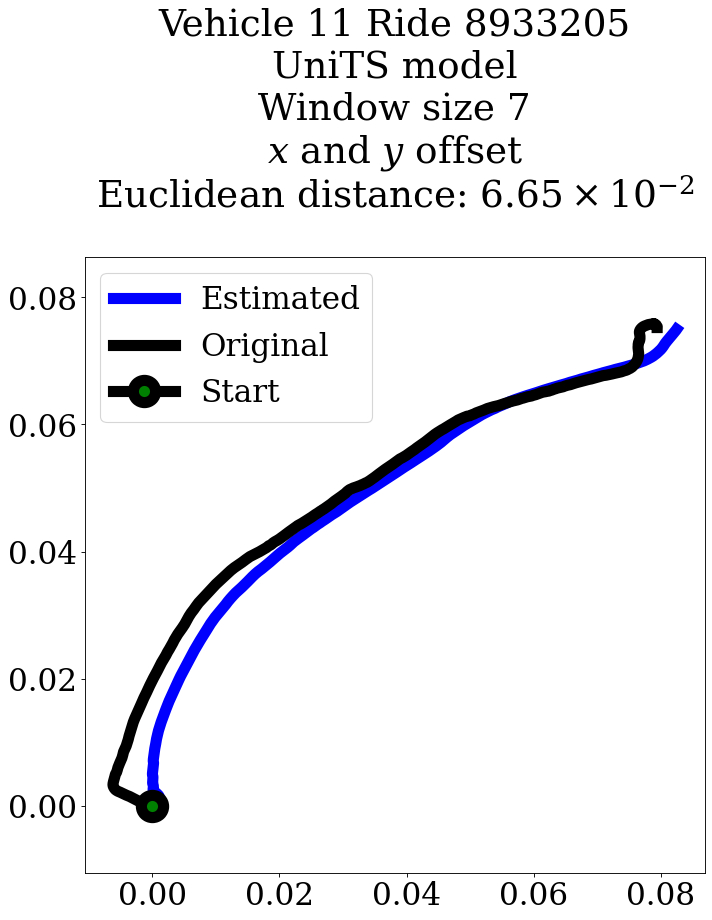 Vehicle 11 Ride 8933205
UniTS model
Window size 7
x and y offset
Euclidean distance: 6.65 × 10⁻²
Estimated
Original
Start
0.08
0.06
0.04
0.02
0.00
0.00 0.02 0.04 0.06 0.08